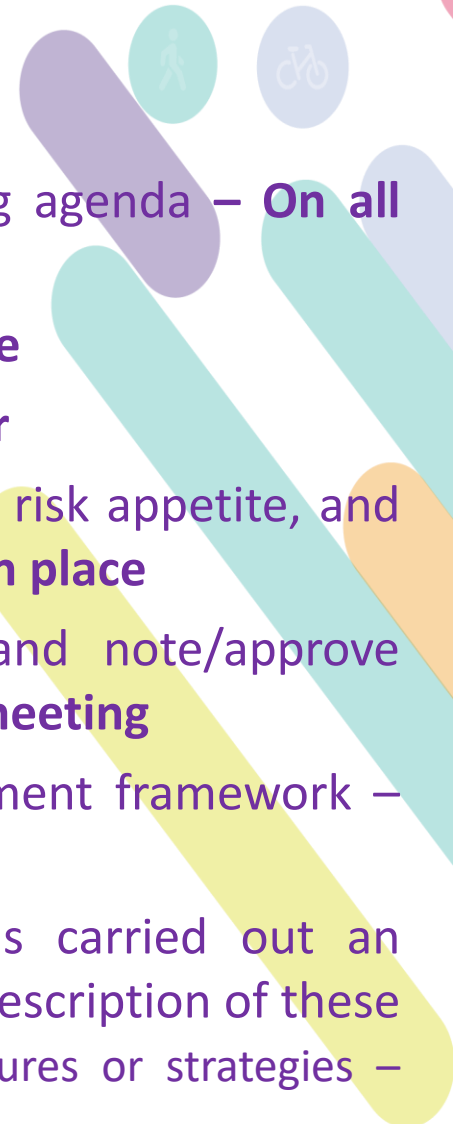 g agenda – On all
e
r
risk appetite, and
n place
and note/approve
neeting
ment framework –
s carried out an
escription of these
ures or strategies –